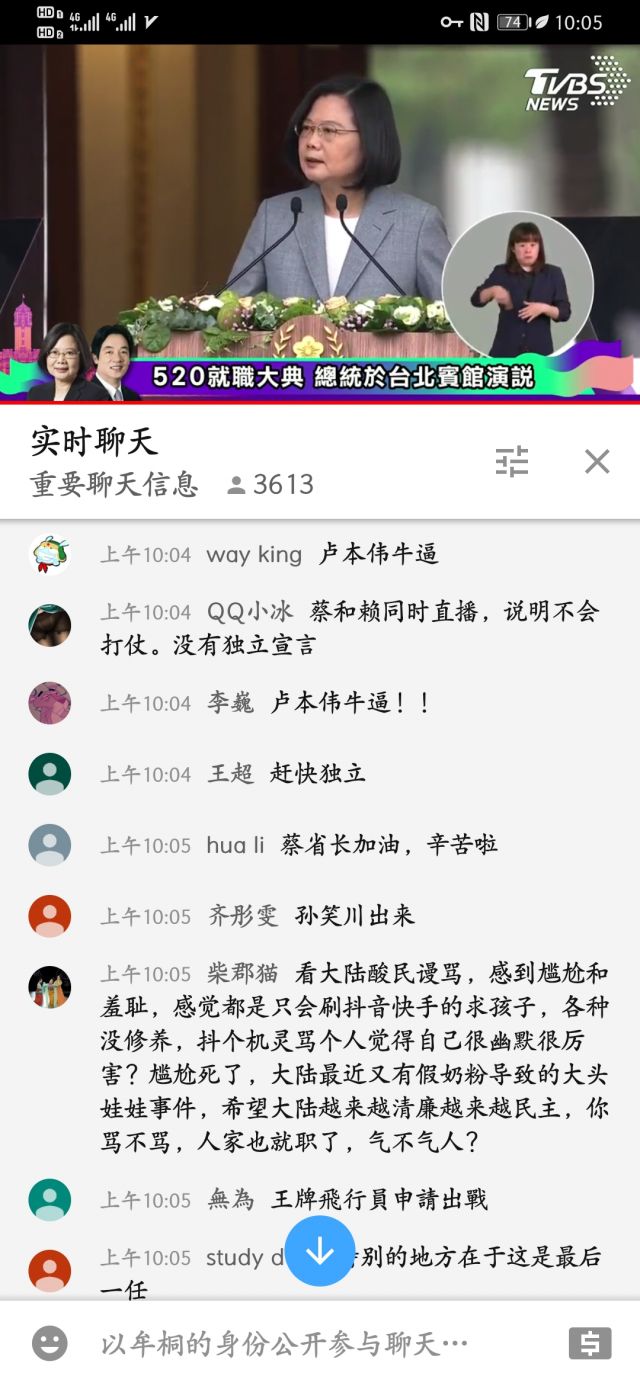 HD 1 4G 4G
HD 2
74 10:05
TVBS
NEWS
520就職大典 總統於台北賓館演説
实时聊天
重要聊天信息 3613
上午10:04 way king 卢本伟牛逼
上午10:04 QQ小冰 蔡和赖同时直播，说明不会
打仗。没有独立宣言
上午10:04 李巍 卢本伟牛逼！！
上午10:04 王超 赶快独立
上午10:05 hua li 蔡省长加油，辛苦啦
上午10:05 齐彤雯 孙笑川出来
上午10:05 柴郡猫 看大陆酸民谩骂，感到尴尬和
羞耻，感觉都是只会刷抖音快手的求孩子，各种
没修养，抖个机灵骂个人觉得自己很幽默很厉
害？尴尬死了，大陆最近又有假奶粉导致的大头
娃娃事件，希望大陆越来越清廉越来越民主，你
骂不骂，人家也就职了，气不气人？
上午10:05 無為 王牌飛行員申請出戰
上午10:05 study 别的地方在于这是最后
一任
以牟桐的身份公开参与聊天…